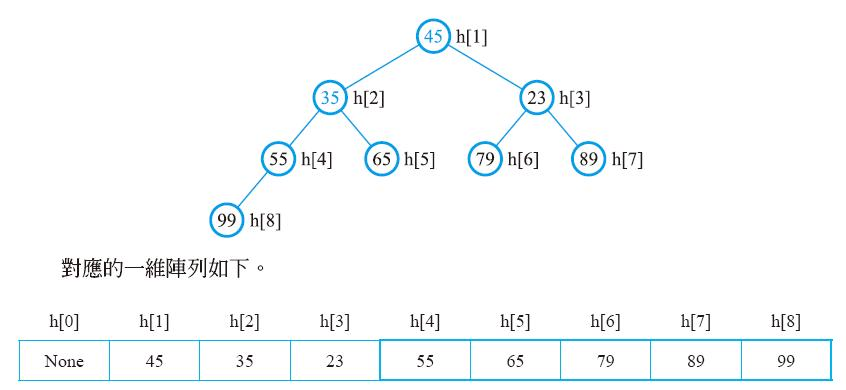 45 h[1]
35 h[2] 23 h[3]
55 h[4] 65 h[5] 79 h[6] 89 h[7]
99 h[8]
對應的一維陣列如下。
h[0] h[1] h[2] h[3] h[4] h[5] h[6] h[7] h[8]
None 45 35 23 55 65 79 89 99